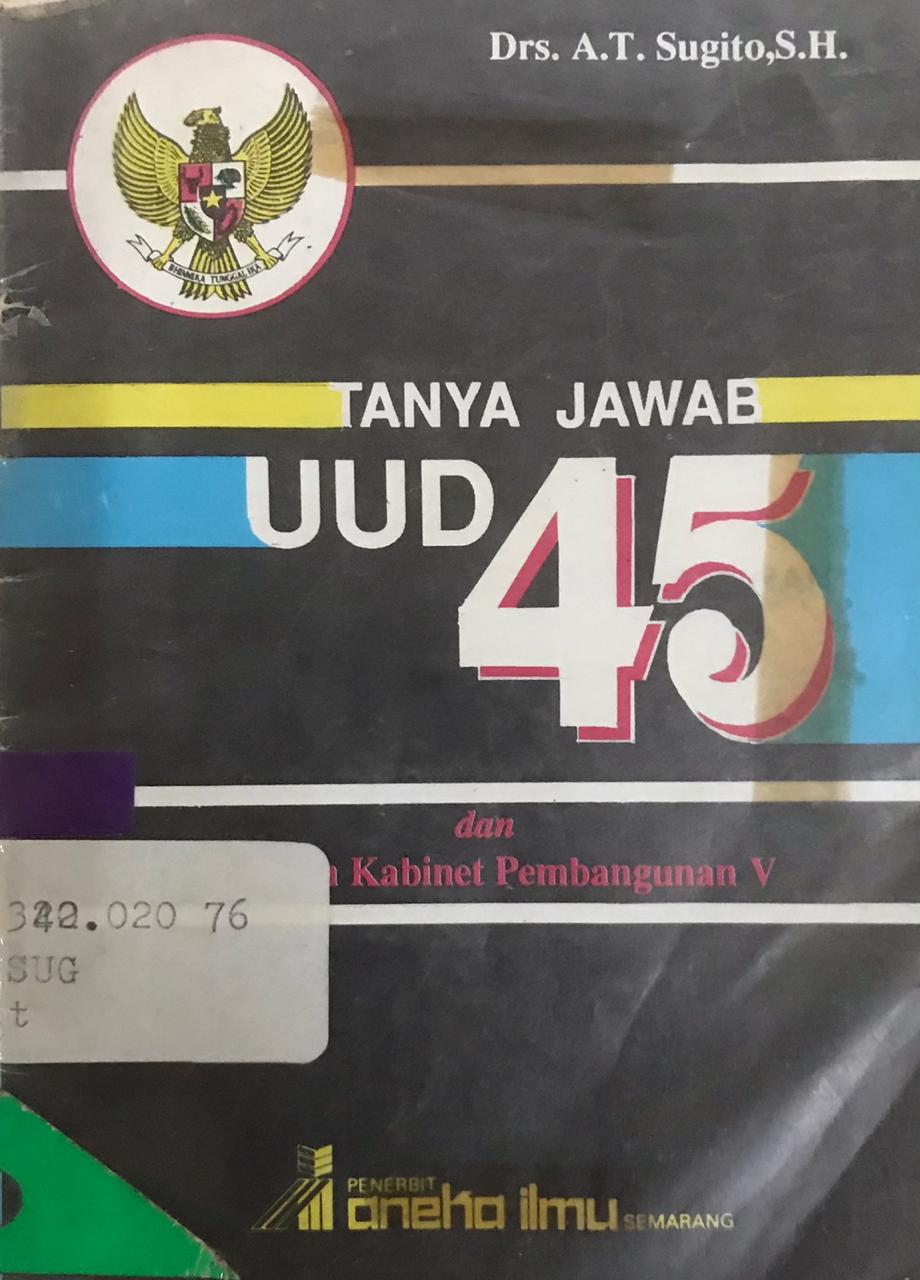 Drs. A.T. Sugito,S.H.
BHINNEKA TUNGGAL IKA
TANYA JAWAB
UUD 45
dan
Kabinet Pembangunan V
.020 76
SUG
t
PENERBIT
aneka ilmu SEMARANG